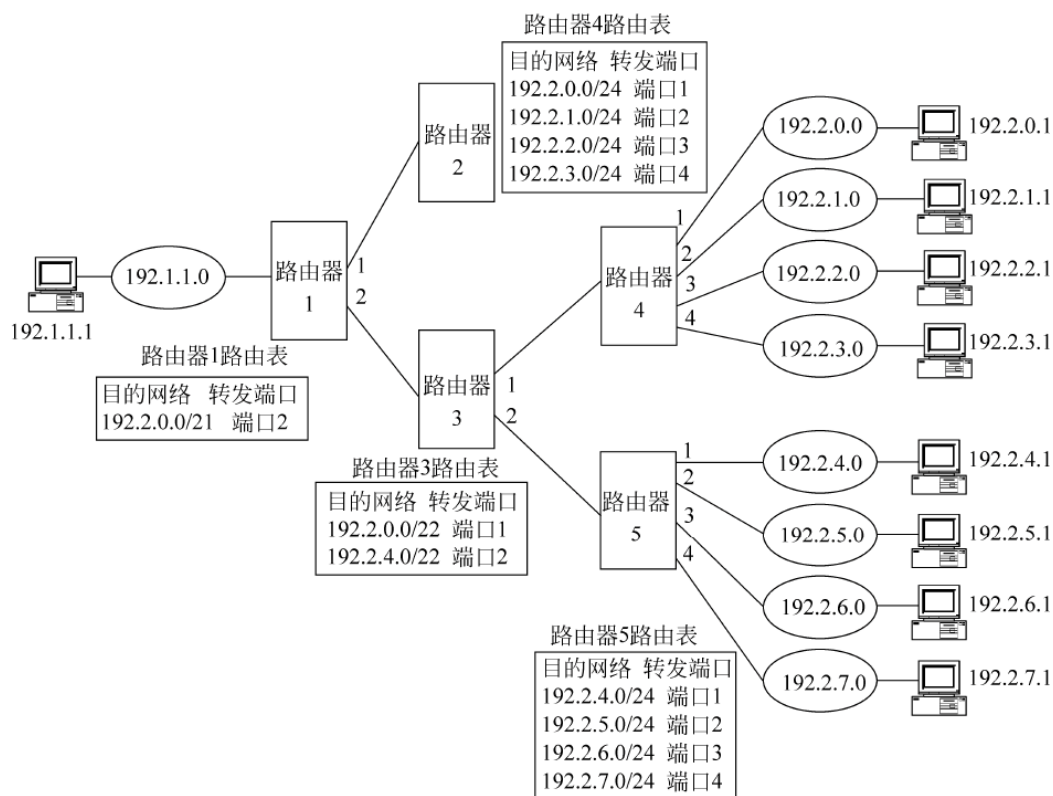 路由器4路由表
目的网络 转发端口
192.2.0.0/24 端口1
192.2.1.0/24 端口2
192.2.2.0/24 端口3
192.2.3.0/24 端口4
路由器
2
192.2.0.0
192.2.0.1
192.2.1.0
192.2.1.1
192.2.2.0
192.2.2.1
192.2.3.0
192.2.3.1
1
2
3
4
路由器
4
192.1.1.0
192.1.1.1
路由器
1
1
2
路由器1路由表
目的网络 转发端口
192.2.0.0/21 端口2
路由器
3
1
2
路由器3路由表
目的网络 转发端口
192.2.0.0/22 端口1
192.2.4.0/22 端口2
路由器
5
1
2
3
4
192.2.4.0
192.2.4.1
192.2.5.0
192.2.5.1
192.2.6.0
192.2.6.1
192.2.7.0
192.2.7.1
路由器5路由表
目的网络 转发端口
192.2.4.0/24 端口1
192.2.5.0/24 端口2
192.2.6.0/24 端口3
192.2.7.0/24 端口4